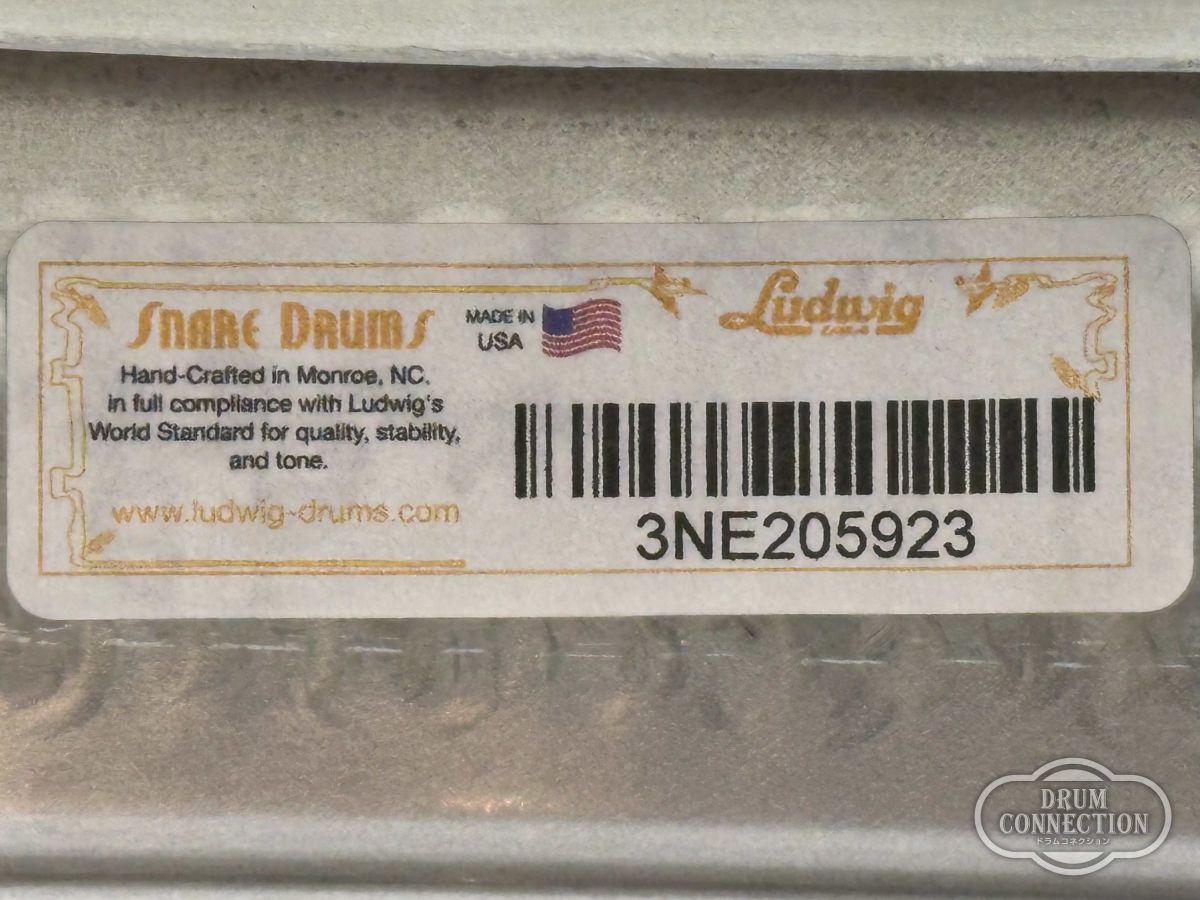 Snare Drums
Hand-Crafted in Monroe, NC.
in full compliance with Ludwig's
World Standard for quality, stability,
and tone.
www.ludwig-drums.com
MADE IN
USA
Ludwig
U.S.A.
3NE205923
DRUM
CONNECTION
ドラムコネクション